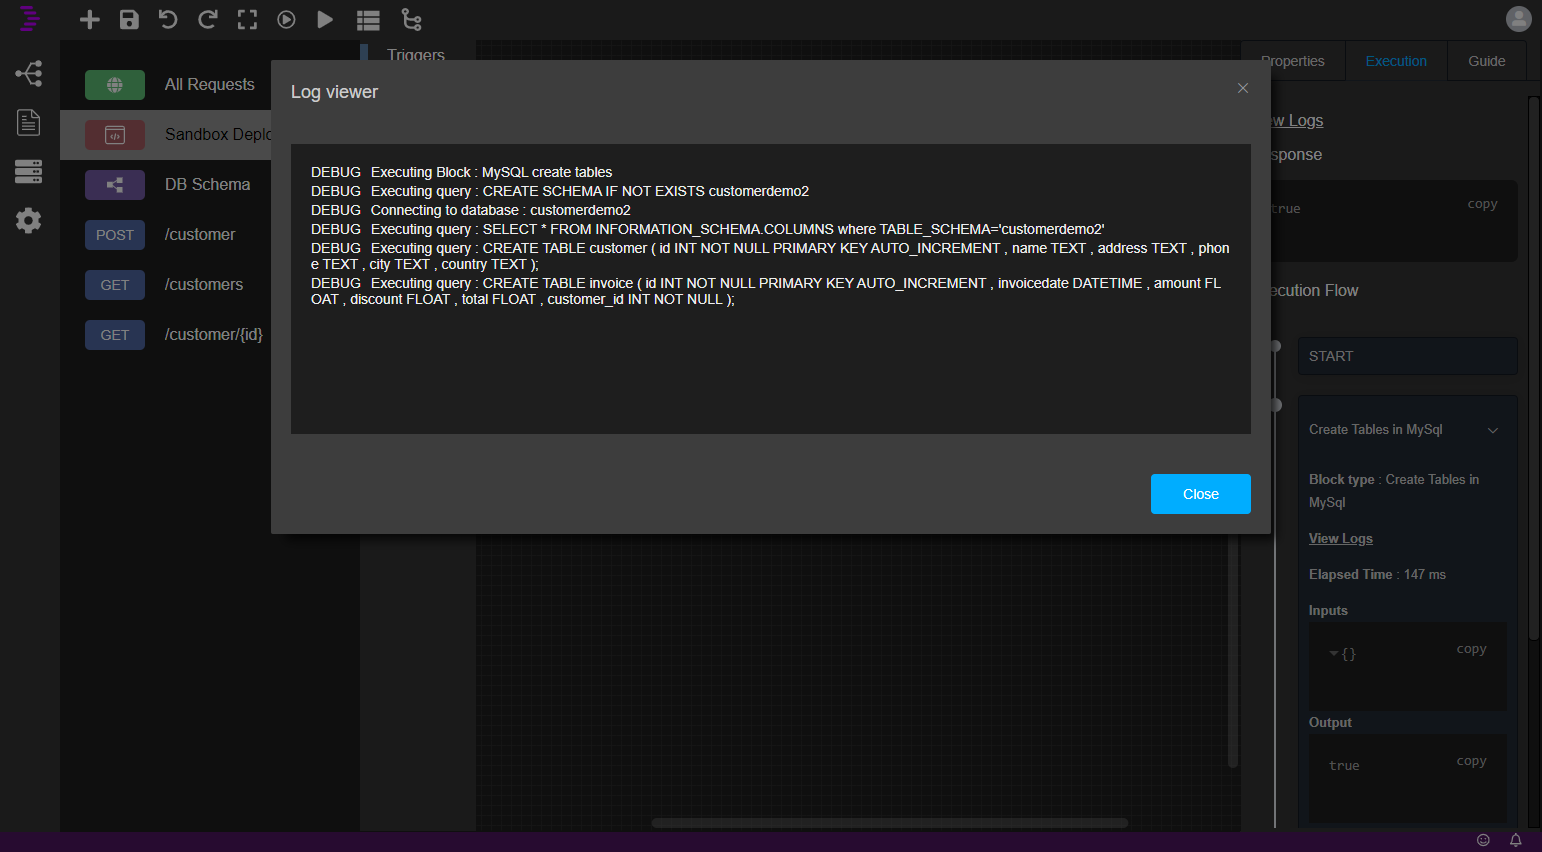 Triggers
Properties
Execution
Guide
All Requests
Sandbox Deplo
DB Schema
POST /customer
GET /customers
GET /customer/{id}
Log viewer
DEBUG Executing Block : MySQL create tables
DEBUG Executing query : CREATE SCHEMA IF NOT EXISTS customerdemo2
DEBUG Connecting to database : customerdemo2
DEBUG Executing query : SELECT * FROM INFORMATION_SCHEMA.COLUMNS where TABLE_SCHEMA='customerdemo2'
DEBUG Executing query : CREATE TABLE customer ( id INT NOT NULL PRIMARY KEY AUTO_INCREMENT , name TEXT , address TEXT , phon
e TEXT , city TEXT , country TEXT );
DEBUG Executing query : CREATE TABLE invoice ( id INT NOT NULL PRIMARY KEY AUTO_INCREMENT , invoicedate DATETIME , amount FL
OAT , discount FLOAT , total FLOAT , customer_id INT NOT NULL );
Close
ew Logs
sponse
true
copy
ecution Flow
START
Create Tables in MySql
Block type : Create Tables in
MySql
View Logs
Elapsed Time : 147 ms
Inputs
{}
copy
Output
true
copy